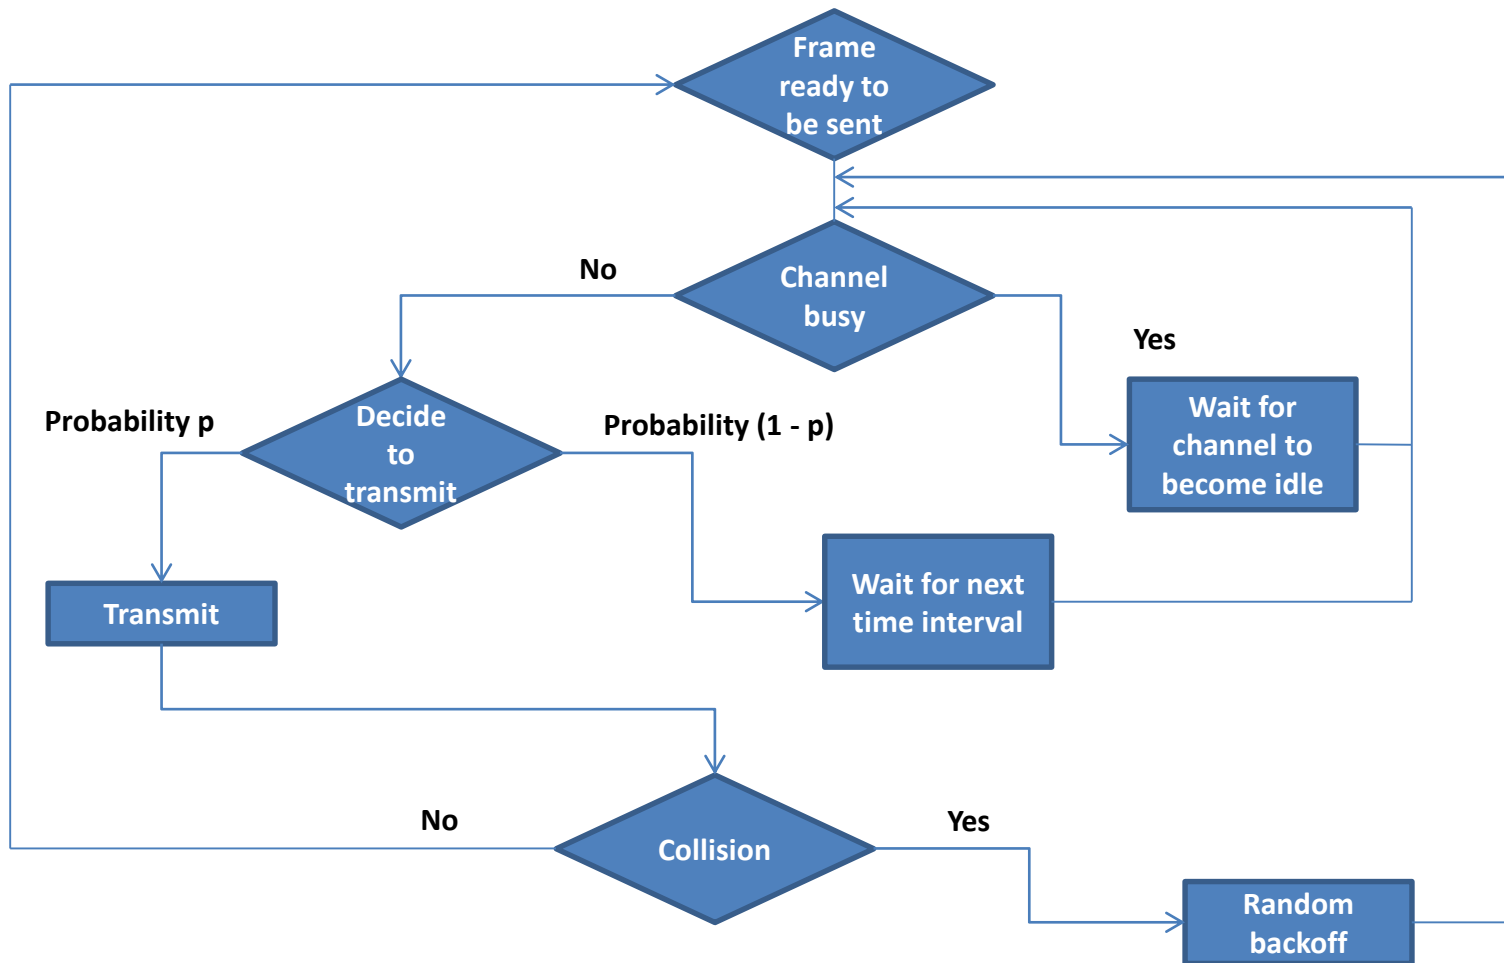 Frame
ready to
be sent
No
Channel
busy
Yes
Probability p
Decide
to
transmit
Probability (1 - p)
Wait for
channel to
become idle
Transmit
Wait for next
time interval
No
Collision
Yes
Random
backoff